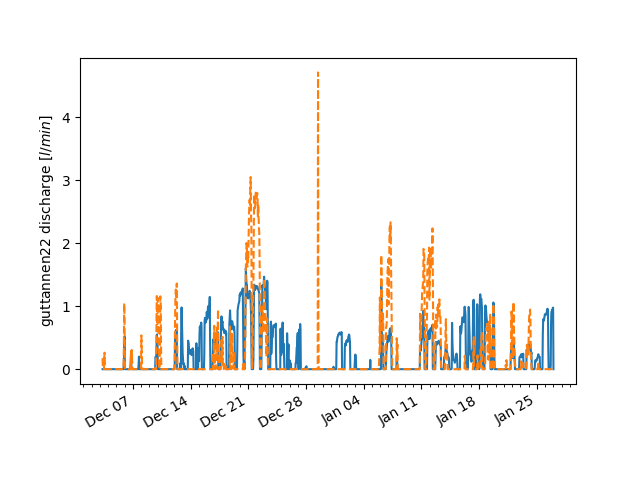 guttannen22 discharge [l/min]
4
3
2
1
0
Dec 07
Dec 14
Dec 21
Dec 28
Jan 04
Jan 11
Jan 18
Jan 25